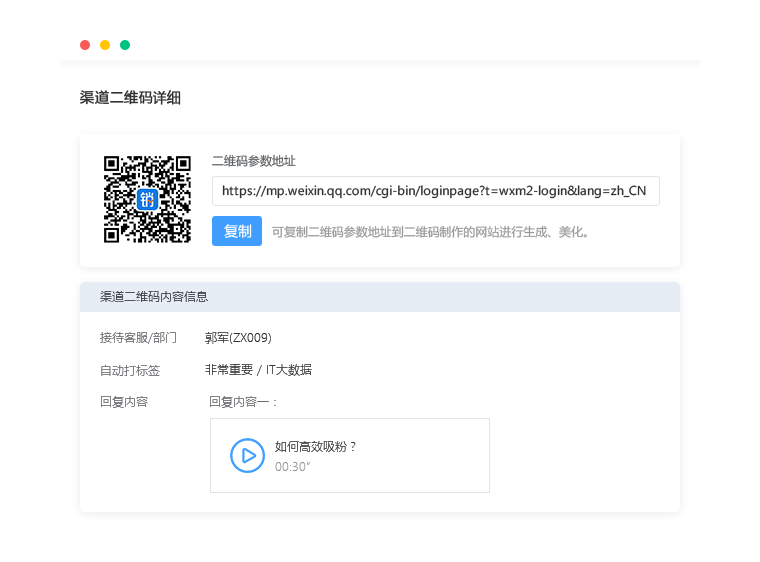 渠道二维码详细
销
二维码参数地址
https://mp.weixin.qq.com/cgi-bin/loginpage?t=wxm2-login&lang=zh_CN
复制 可复制二维码参数地址到二维码制作的网站进行生成、美化。
渠道二维码内容信息
接待客服/部门 郭军(ZX009)
自动打标签 非常重要 / IT大数据
回复内容 回复内容一：
如何高效吸粉？
00:30″